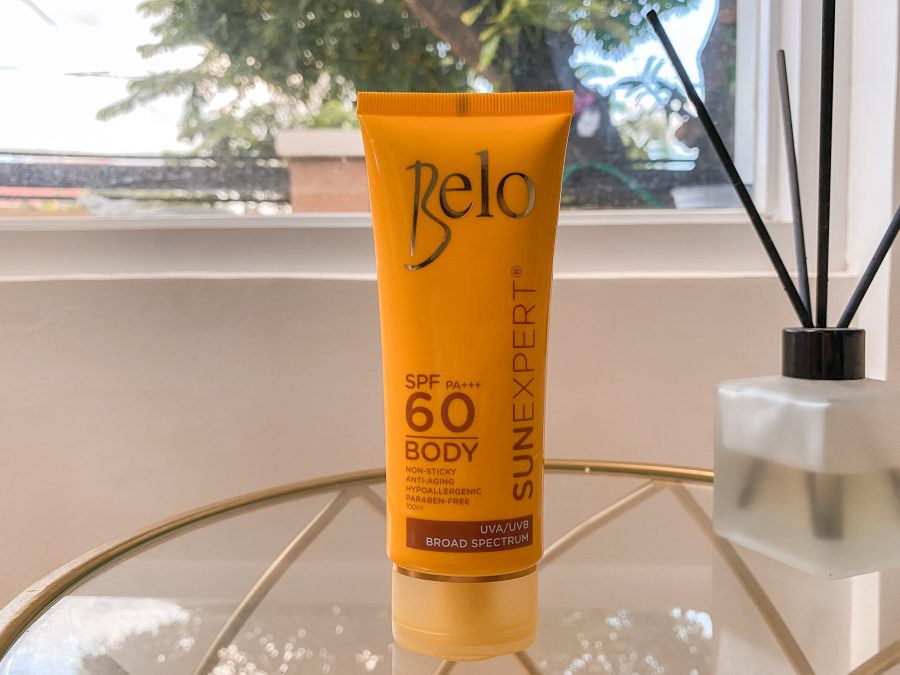 Belo
SUNEXPERT®
SPF PA+++
60
BODY
NON-STICKY
ANTI-AGING
HYPOALLERGENIC
PARABEN-FREE
100ml
UVA/UVB
BROAD SPECTRUM